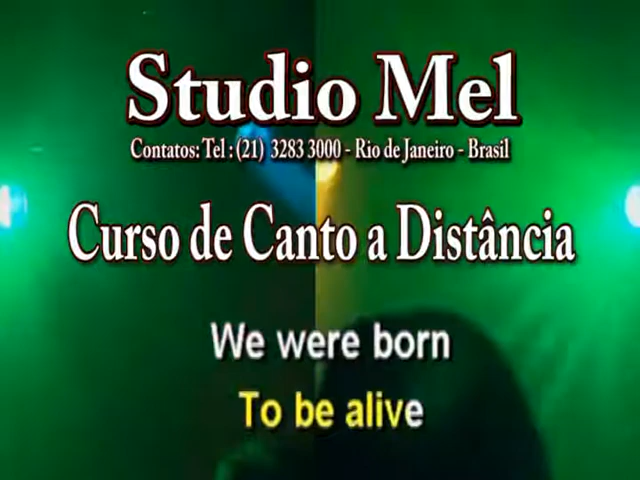 Studio Mel
Contatos: Tel : (21) 3283 3000 - Rio de Janeiro - Brasil
Curso de Canto a Distância
We were born
To be alive